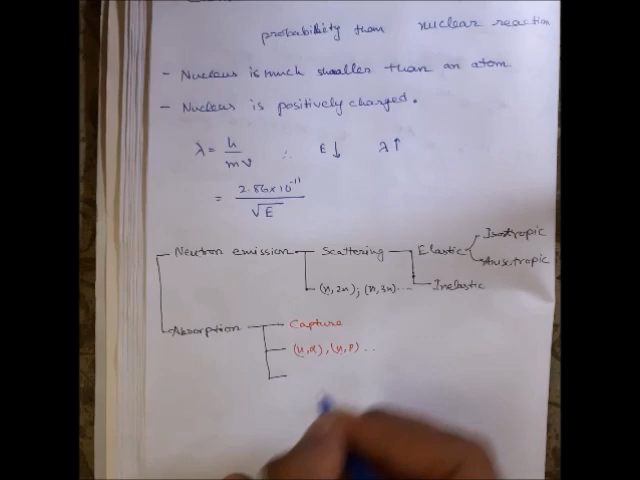 probability than nuclear reaction
- Nucleus is much smaller than an atom.
- Nucleus is positively charged.
λ = h / mv ∴ E ↓ λ ↑
= 2.86×10⁻¹¹ / √E
Neutron emission Scattering Elastic Isotropic
Anisotropic
(n, 2n); (n, 3n)... Inelastic
Absorption Capture
(n,α), (n,p) ..